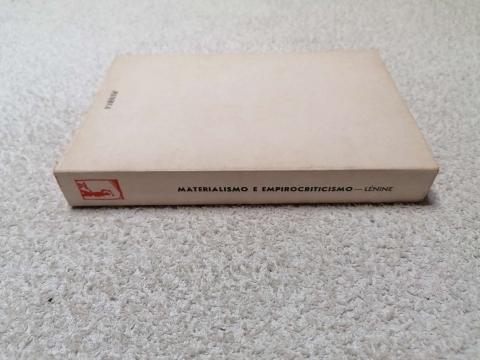 MATERIALISMO E EMPIROCRITICISMO — LÉNINE